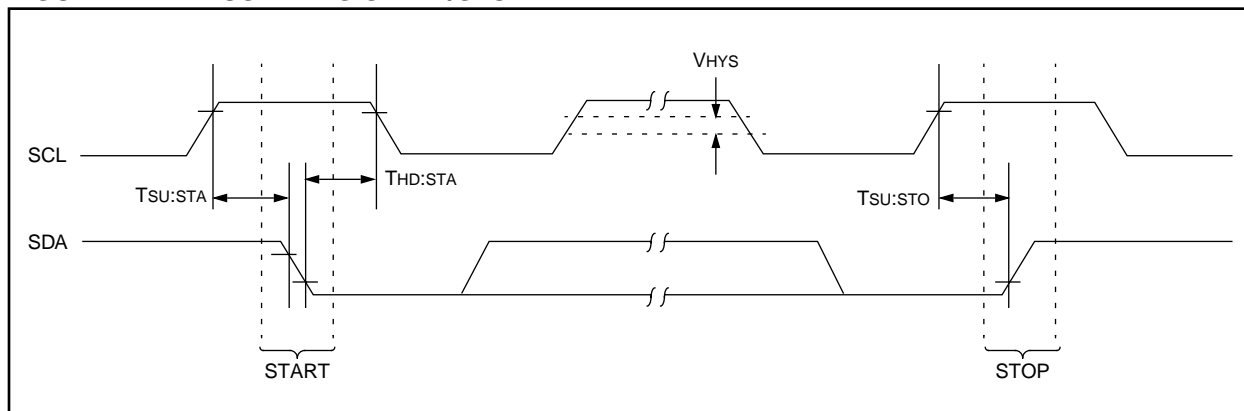 VHYS
SCL
THD:STA
TSU:STA
TSU:STO
SDA
START
STOP